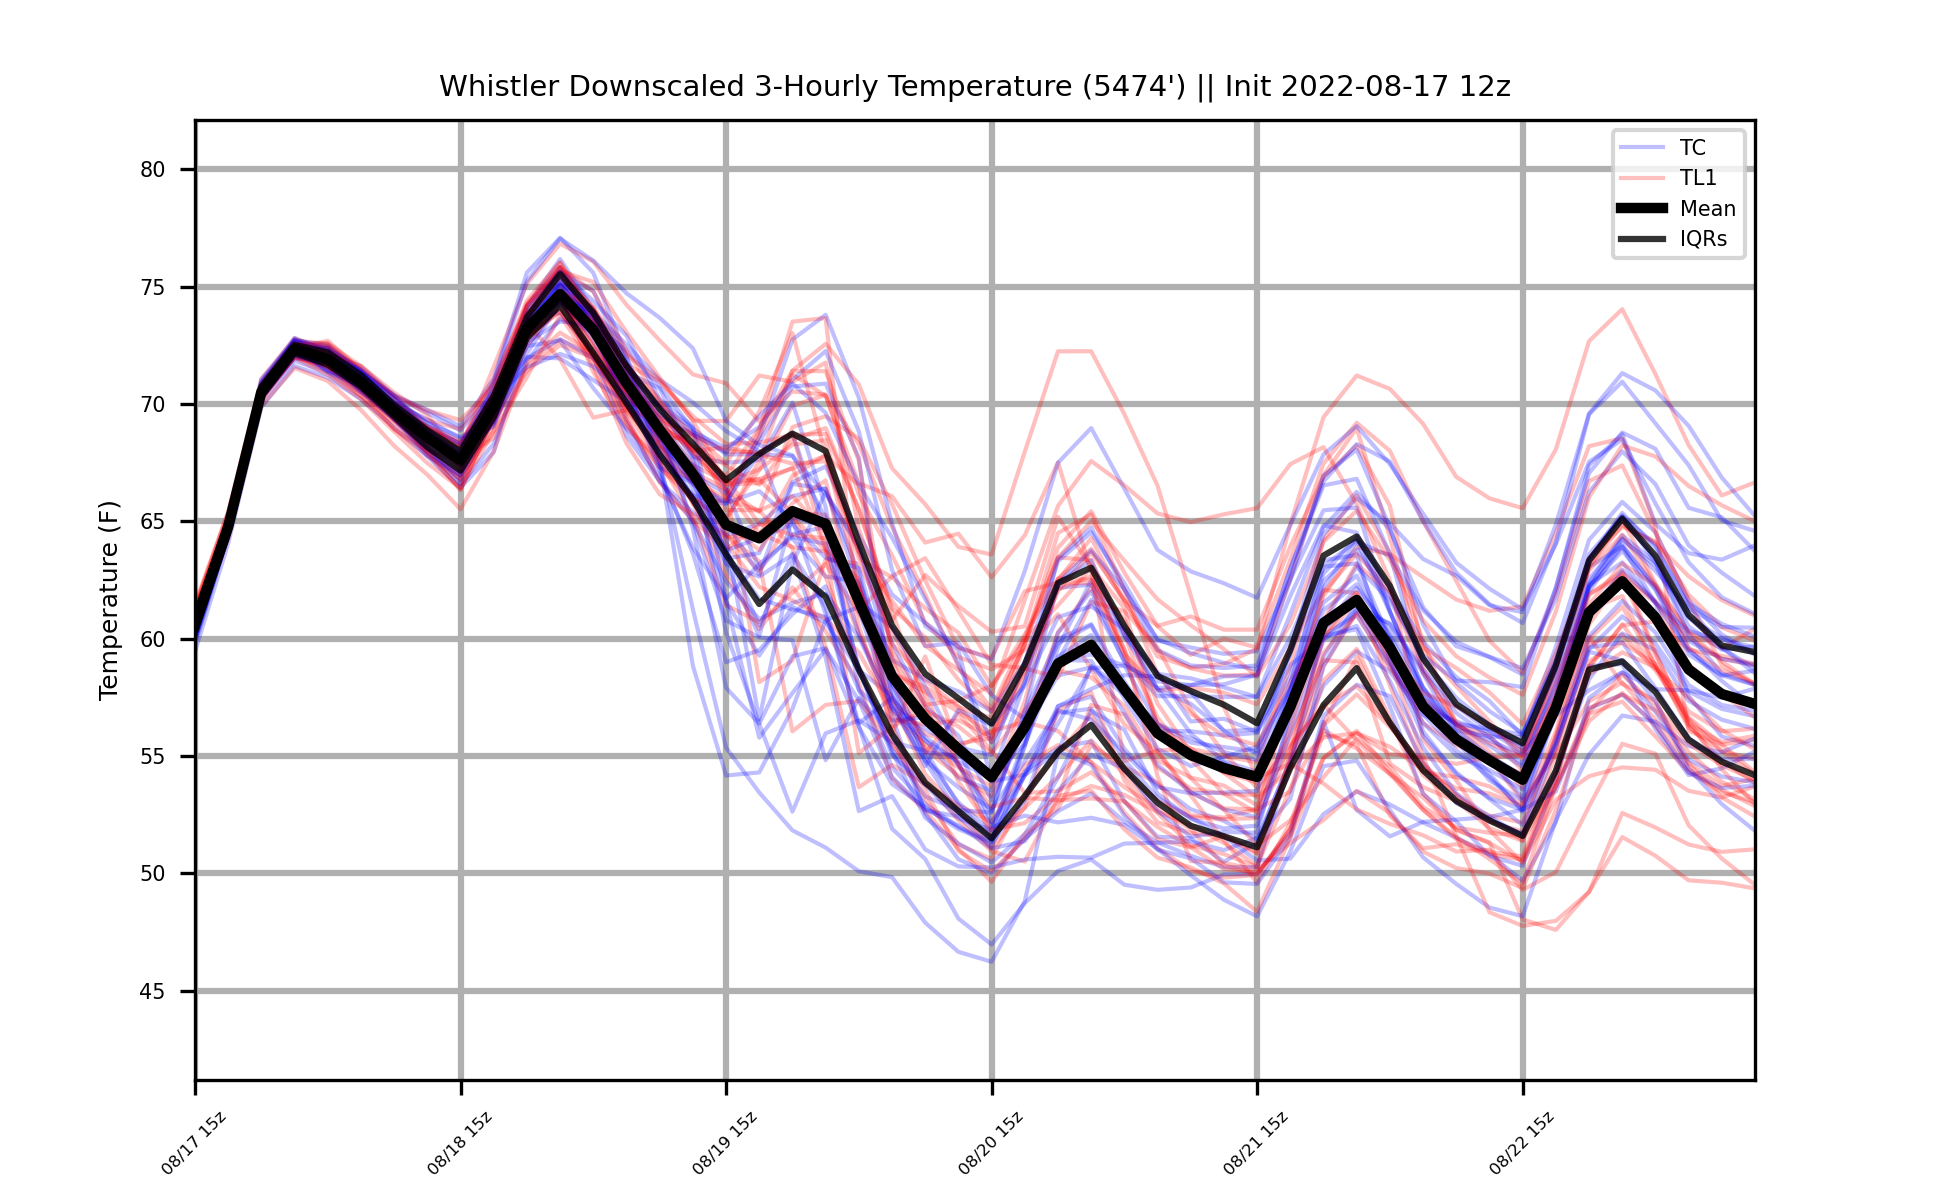 Whistler Downscaled 3-Hourly Temperature (5474') || Init 2022-08-17 12z
TC
TL1
Mean
IQRs
Temperature (F)
80
75
70
65
60
55
50
45
08/17 15z
08/18 15z
08/19 15z
08/20 15z
08/21 15z
08/22 15z